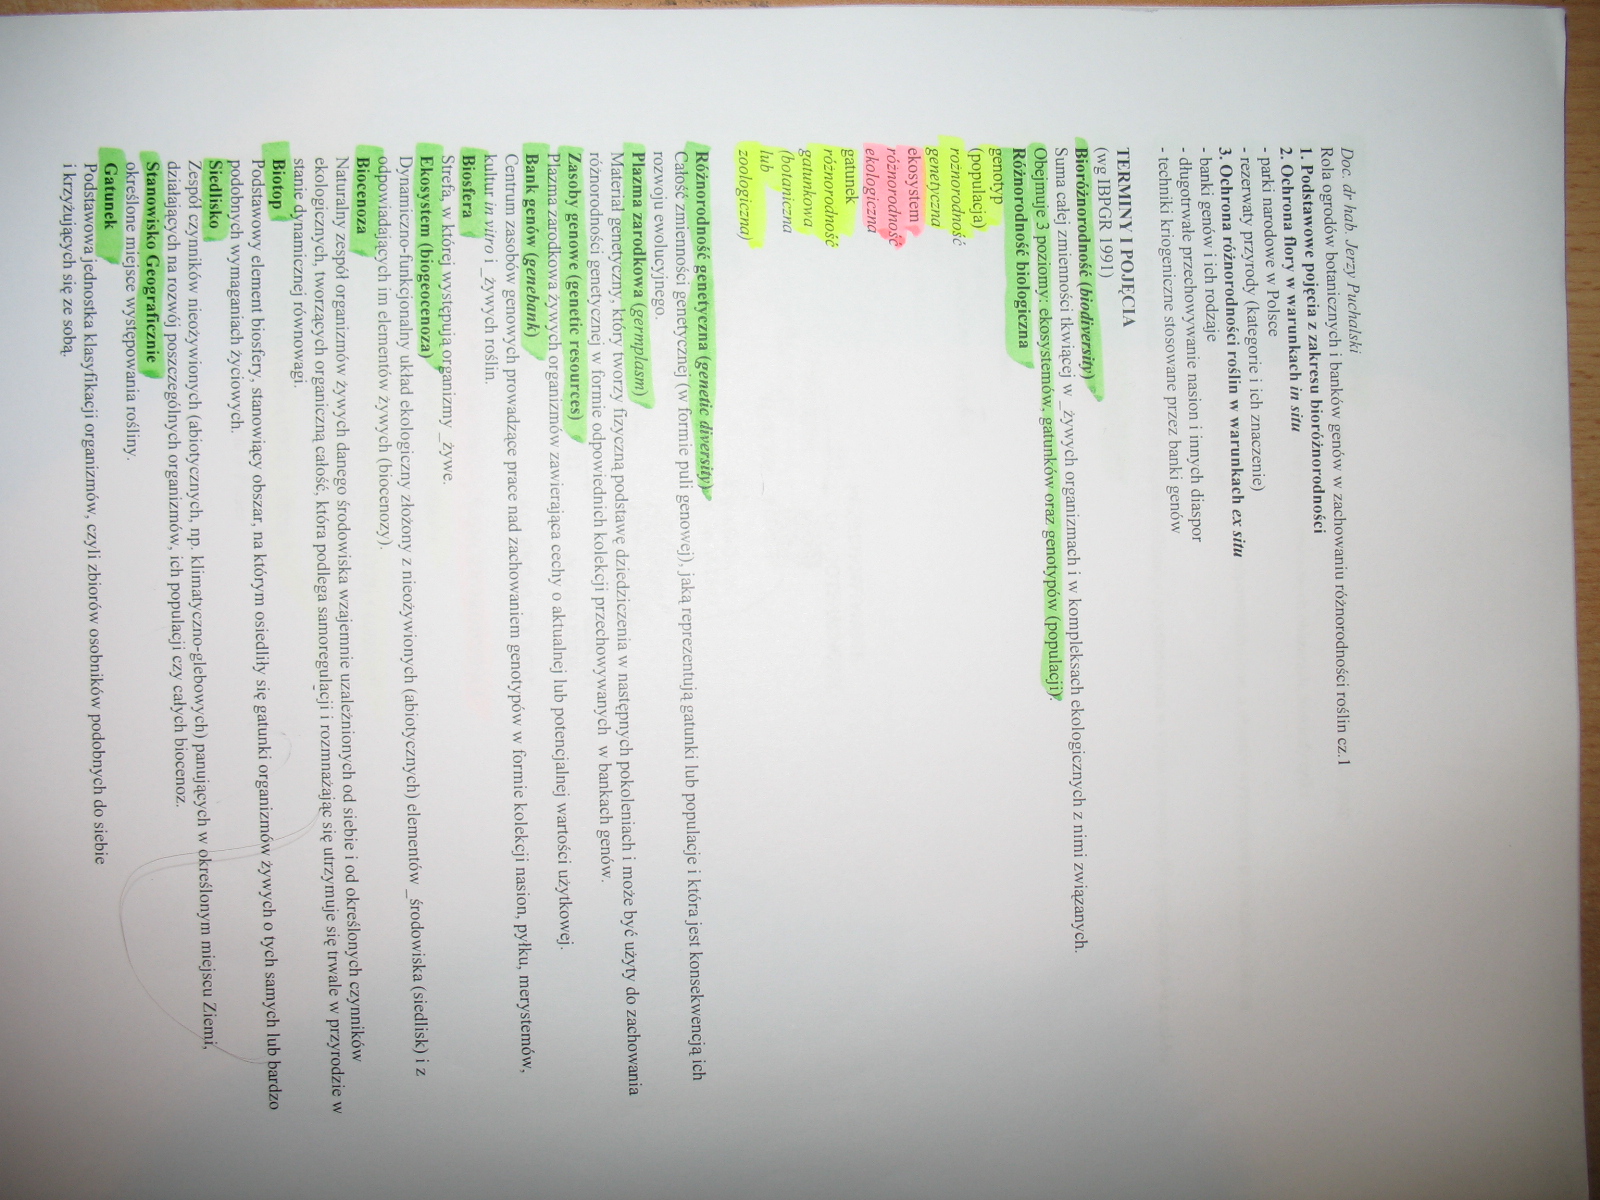 Doc. dr hab. Jerzy Puchalski
Rola ogrodów botanicznych i banków genów w zachowaniu różnorodności roślin cz.1
1. Podstawowe pojęcia z zakresu bioróżnorodności
2. Ochrona flory w warunkach in situ
- parki narodowe w Polsce
- rezerwaty przyrody (kategorie i ich znaczenie)
3. Ochrona różnorodności roślin w warunkach ex situ
- banki genów i ich rodzaje
- długotrwałe przechowywanie nasion i innych diaspor
- techniki kriogeniczne stosowane przez banki genów
TERMINY I POJĘCIA
(wg IBPGR 1991)
Bioróżnorodność (biodiversity)
Suma całej zmienności tkwiącej w _żywych organizmach i w kompleksach ekologicznych z nimi związanych.
Obejmuje 3 poziomy: ekosystemów, gatunków oraz genotypów (populacji).
Różnorodność biologiczna
genotyp
(populacja)
różnorodność
genetyczna
ekosystem
różnorodność
ekologiczna
gatunek
różnorodność
gatunkowa
(botaniczna
lub
zoologiczna)
Różnorodność genetyczna (genetic diversity)
Całość zmienności genetycznej (w formie puli genowej), jaką reprezentują gatunki lub populacje i która jest konsekwencją ich
rozwoju ewolucyjnego.
Plazma zarodkowa (germplasm)
Materiał genetyczny, który tworzy fizyczną podstawę dziedziczenia w następnych pokoleniach i może być użyty do zachowania
różnorodności genetycznej w formie odpowiednich kolekcji przechowywanych w bankach genów.
Zasoby genowe (genetic resources)
Plazma zarodkowa żywych organizmów zawierająca cechy o aktualnej lub potencjalnej wartości użytkowej.
Bank genów (genebank)
Centrum zasobów genowych prowadzące prace nad zachowaniem genotypów w formie kolekcji nasion, pyłku, merystemów,
kultur in vitro i _żywych roślin.
Biosfera
Strefa, w której występują organizmy _żywe.
Ekosystem (biogeocenoza)
Dynamiczno-funkcjonalny układ ekologiczny złożony z nieożywionych (abiotycznych) elementów _środowiska (siedlisk) i z
odpowiadających im elementów żywych (biocenozy).
Biocenoza
Naturalny zespół organizmów żywych danego środowiska wzajemnie uzależnionych od siebie i od określonych czynników
ekologicznych, tworzących organiczną całość, która podlega samoregulacji i rozmnażając się utrzymuje się trwale w przyrodzie w
stanie dynamicznej równowagi.
Biotop
Podstawowy element biosfery, stanowiący obszar, na którym osiedliły się gatunki organizmów żywych o tych samych lub bardzo
podobnych wymaganiach życiowych.
Siedlisko
Zespół czynników nieożywionych (abiotycznych, np. klimatyczno-glebowych) panujących w określonym miejscu Ziemi,
działających na rozwój poszczególnych organizmów, ich populacji czy całych biocenoz.
Stanowisko Geograficznie
określone miejsce występowania rośliny.
Gatunek
Podstawowa jednostka klasyfikacji organizmów, czyli zbiorów osobników podobnych do siebie
i krzyżujących się ze sobą.